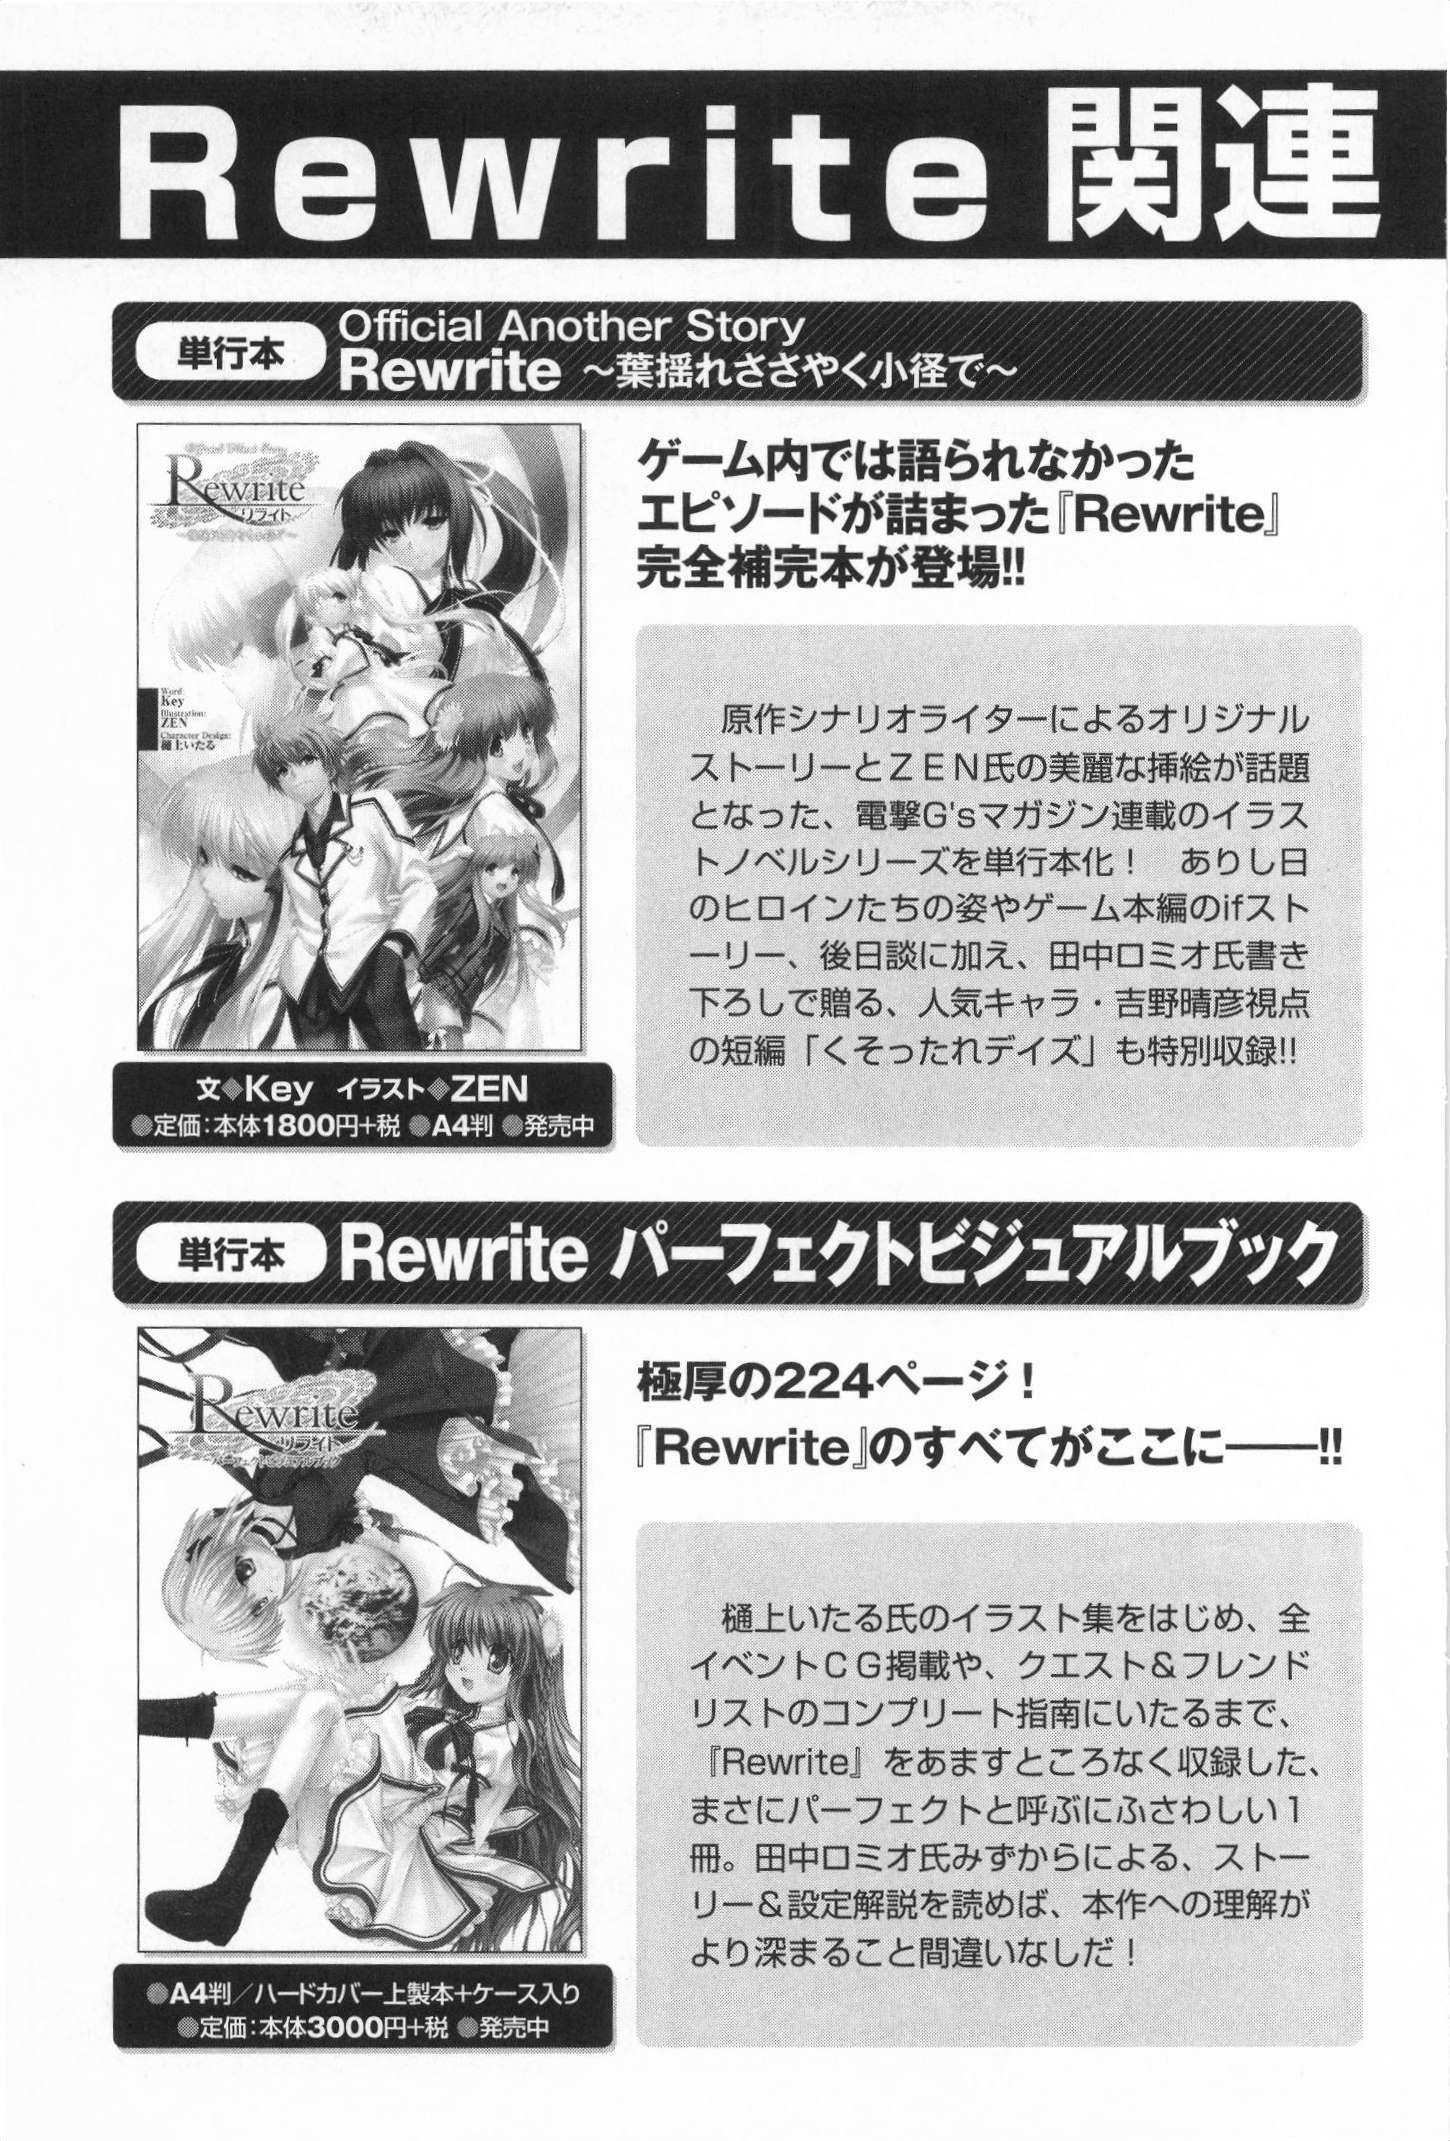 Rewrite 関連
単行本
Official Another Story
Rewrite ～葉揺れささやく小径で～
Rewrite
リライト
Word:
Key
Illustration:
ZEN
Character Design:
樋上いたる
文◆Key イラスト◆ZEN
●定価：本体1800円+税 ●A4判 ●発売中
ゲーム内では語られなかった
エピソードが詰まった『Rewrite』
完全補完本が登場!!
原作シナリオライターによるオリジナル
ストーリーとＺＥＮ氏の美麗な挿絵が話題
となった、電撃G'sマガジン連載のイラス
トノベルシリーズを単行本化！　ありし日
のヒロインたちの姿やゲーム本編のifスト
ーリー、後日談に加え、田中ロミオ氏書き
下ろしで贈る、人気キャラ・吉野晴彦視点
の短編「くそったれデイズ」も特別収録!!
単行本
Rewrite パーフェクトビジュアルブック
Rewrite
リライト
パーフェクトビジュアルブック
●A4判／ハードカバー上製本+ケース入り
●定価：本体3000円+税 ●発売中
極厚の224ページ！
『Rewrite』のすべてがここに――!!
樋上いたる氏のイラスト集をはじめ、全
イベントＣＧ掲載や、クエスト＆フレンド
リストのコンプリート指南にいたるまで、
『Rewrite』をあますところなく収録した、
まさにパーフェクトと呼ぶにふさわしい１
冊。田中ロミオ氏みずからによる、ストー
リー＆設定解説を読めば、本作への理解が
より深まること間違いなしだ！